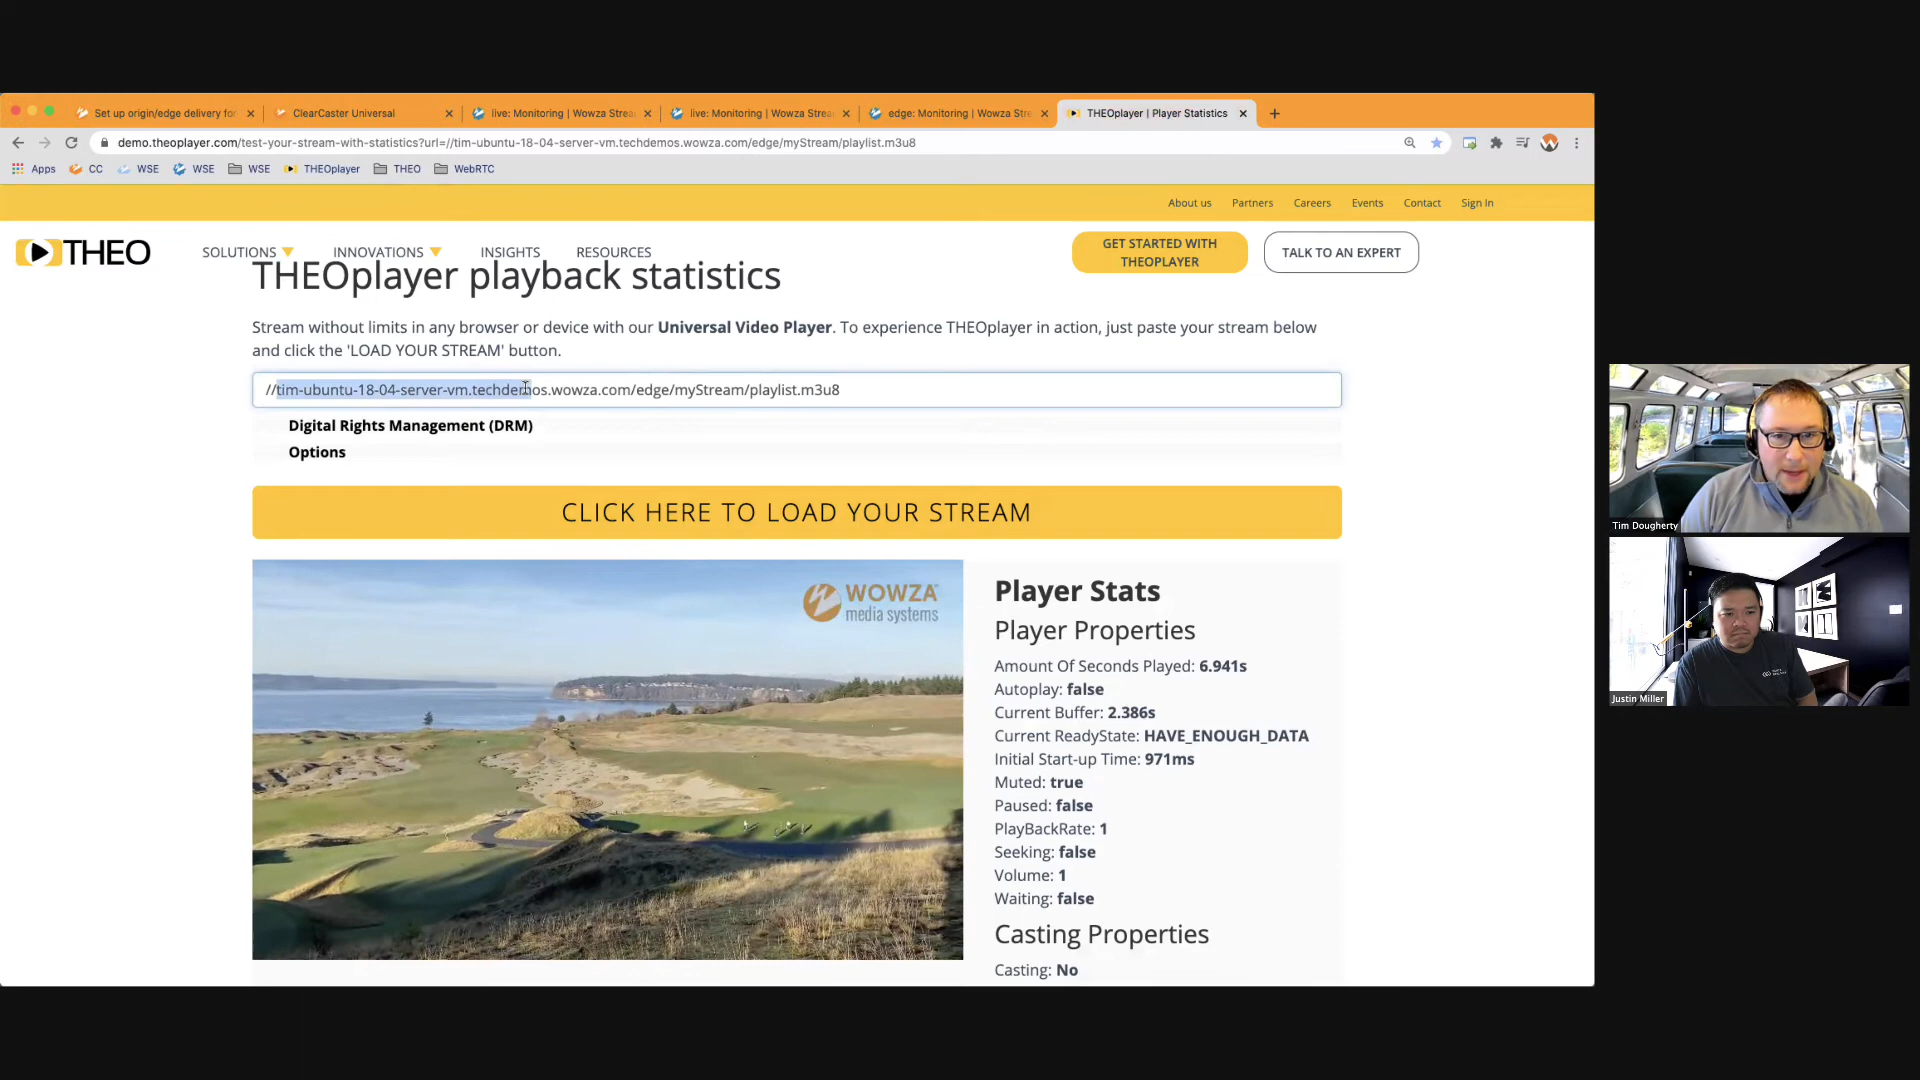 Set up origin/edge delivery for
ClearCaster Universal
live: Monitoring | Wowza Strea
live: Monitoring | Wowza Strea
edge: Monitoring | Wowza Stre
THEOplayer | Player Statistics
demo.theoplayer.com/test-your-stream-with-statistics?url=//tim-ubuntu-18-04-server-vm.techdemos.wowza.com/edge/myStream/playlist.m3u8
Apps CC WSE WSE WSE THEOplayer THEO WebRTC
About us Partners Careers Events Contact Sign In
THEO
SOLUTIONS INNOVATIONS INSIGHTS RESOURCES
GET STARTED WITH
THEOPLAYER
TALK TO AN EXPERT
THEOplayer playback statistics
Stream without limits in any browser or device with our Universal Video Player. To experience THEOplayer in action, just paste your stream below
and click the 'LOAD YOUR STREAM' button.
//tim-ubuntu-18-04-server-vm.techdemos.wowza.com/edge/myStream/playlist.m3u8
Digital Rights Management (DRM)
Options
CLICK HERE TO LOAD YOUR STREAM
WOWZA
media systems
Player Stats
Player Properties
Amount Of Seconds Played: 6.941s
Autoplay: false
Current Buffer: 2.386s
Current ReadyState: HAVE_ENOUGH_DATA
Initial Start-up Time: 971ms
Muted: true
Paused: false
PlayBackRate: 1
Seeking: false
Volume: 1
Waiting: false
Casting Properties
Casting: No
Tim Dougherty
Justin Miller